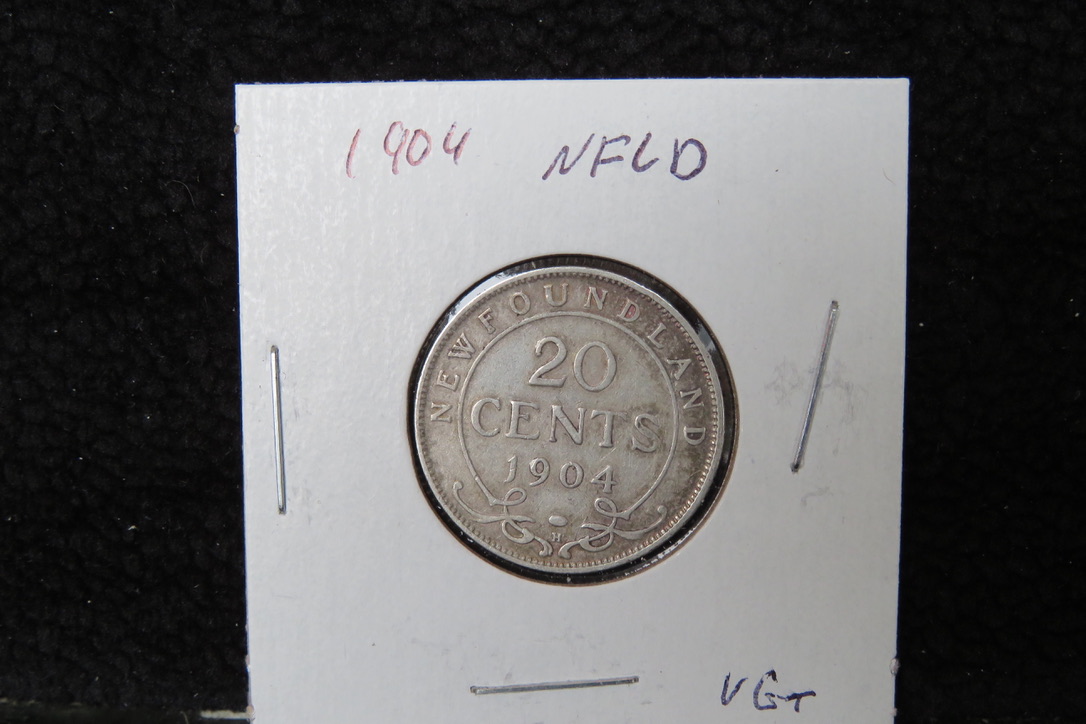 1904 NFLD
NEWFOUNDLAND
20
CENTS
1904
H
VG+